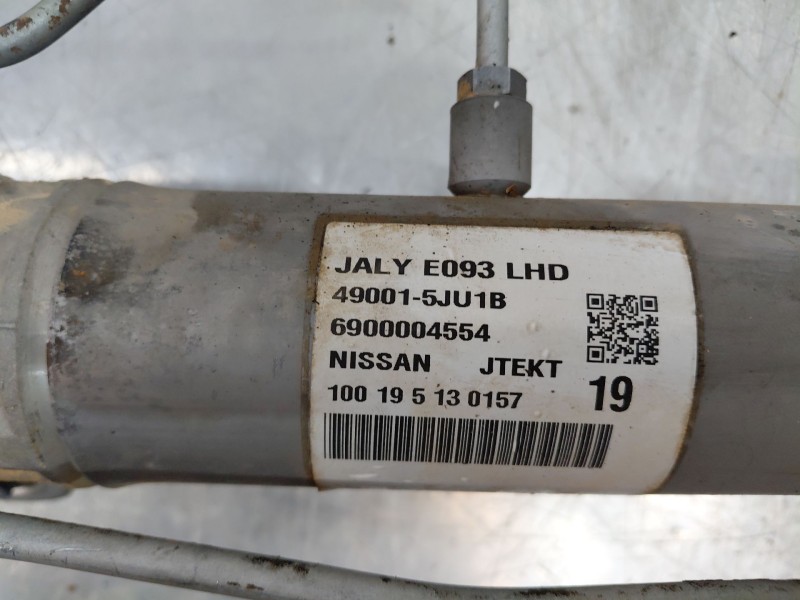 JALY E093 LHD
49001-5JU1B
6900004554
NISSAN JTEKT
100 19 5 13 0157 19